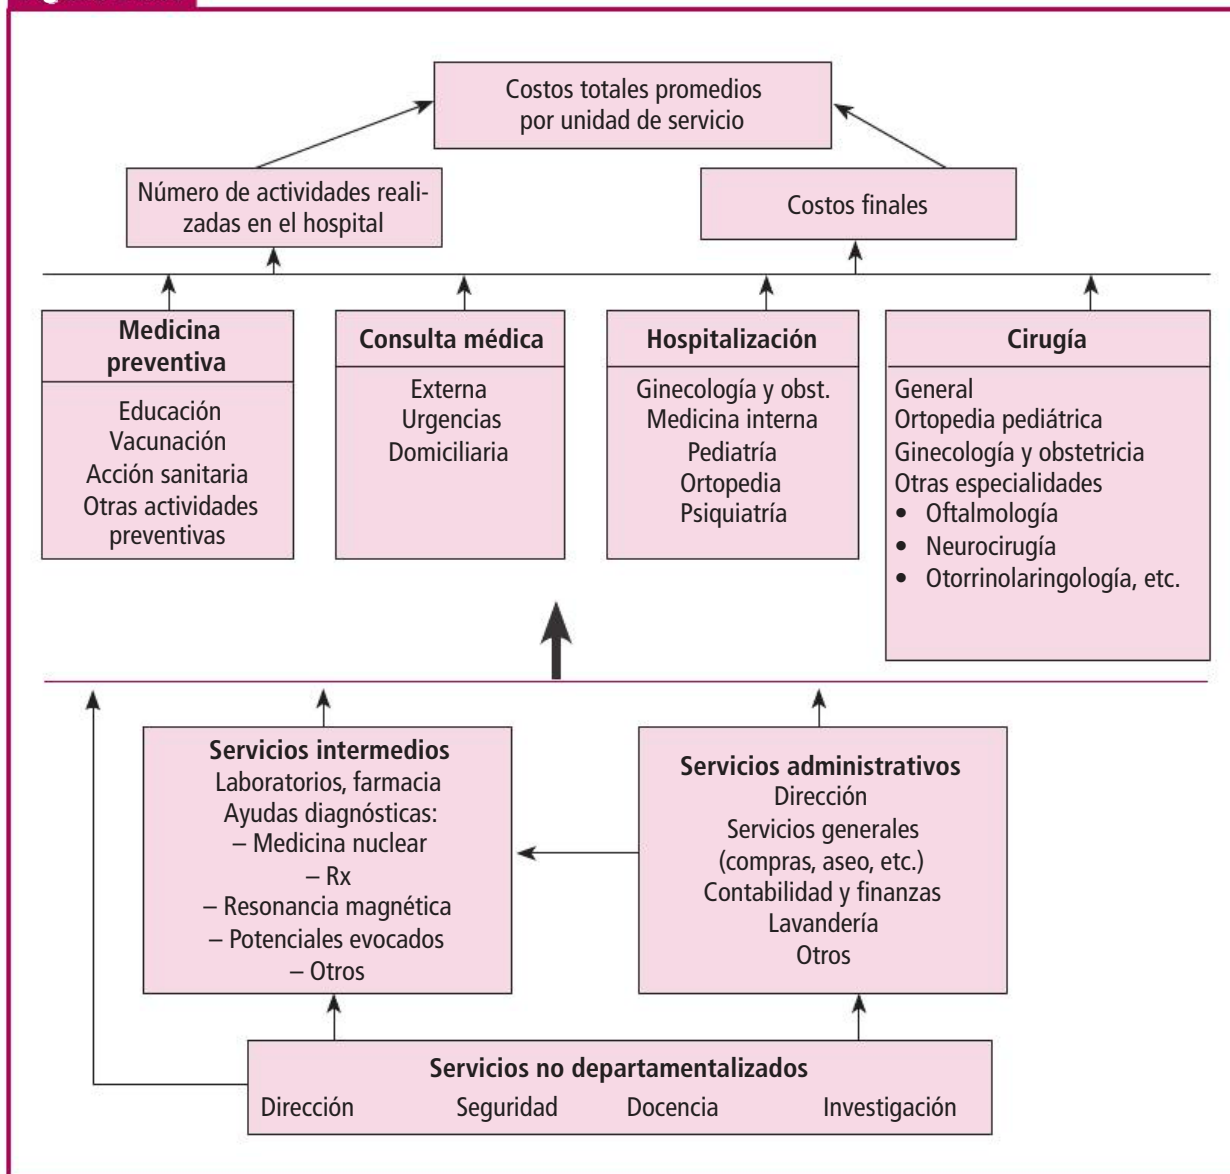 Costos totales promedios
por unidad de servicio
Número de actividades reali-
zadas en el hospital
Costos finales
Medicina
preventiva
Educación
Vacunación
Acción sanitaria
Otras actividades
preventivas
Consulta médica
Externa
Urgencias
Domiciliaria
Hospitalización
Ginecología y obst.
Medicina interna
Pediatría
Ortopedia
Psiquiatría
Cirugía
General
Ortopedia pediátrica
Ginecología y obstetricia
Otras especialidades
• Oftalmología
• Neurocirugía
• Otorrinolaringología, etc.
Servicios intermedios
Laboratorios, farmacia
Ayudas diagnósticas:
– Medicina nuclear
– Rx
– Resonancia magnética
– Potenciales evocados
– Otros
Servicios administrativos
Dirección
Servicios generales
(compras, aseo, etc.)
Contabilidad y finanzas
Lavandería
Otros
Servicios no departamentalizados
Dirección Seguridad Docencia Investigación